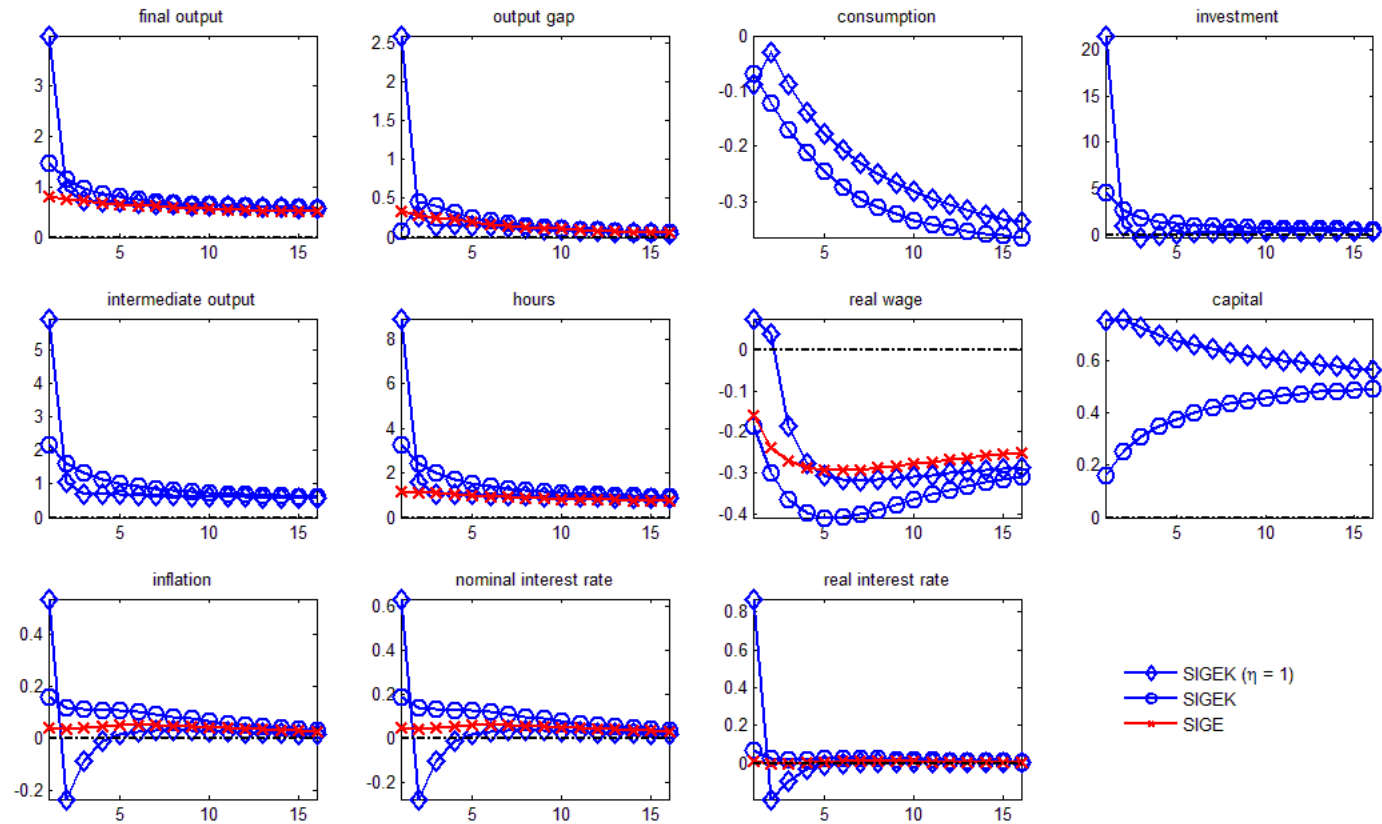 final output
output gap
consumption
investment
3
2
1
0
5 10 15
2.5
2
1.5
1
0.5
0
5 10 15
0
-0.1
-0.2
-0.3
5 10 15
20
15
10
5
0
5 10 15
intermediate output
hours
real wage
capital
5
4
3
2
1
0
5 10 15
8
6
4
2
0
5 10 15
0
-0.1
-0.2
-0.3
-0.4
5 10 15
0.6
0.4
0.2
0
5 10 15
inflation
nominal interest rate
real interest rate
0.4
0.2
0
-0.2
5 10 15
0.6
0.4
0.2
0
-0.2
5 10 15
0.8
0.6
0.4
0.2
0
5 10 15
SIGEK (η = 1)
SIGEK
SIGE